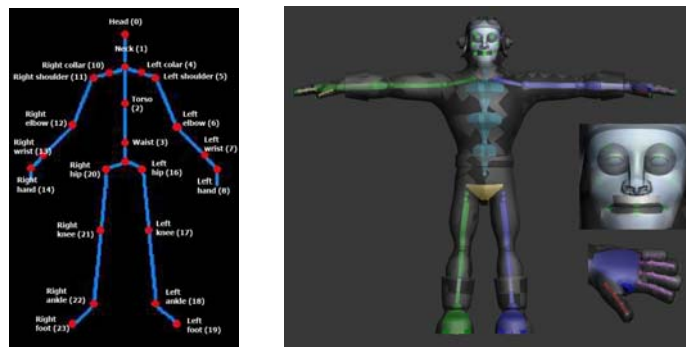 Head (0)
Neck (1)
Right collar (10)
Left colar (4)
Right shoulder (11)
Left shoulder (5)
Torso
(2)
Right
elbow (12)
Left
elbow (6)
Right
wrist (13)
Waist (3)
Left
wrist (7)
Right
hand (14)
Right
hip (20)
Left
hip (16)
Left
hand (8)
Right
knee (21)
Left
knee (17)
Right
ankle (22)
Left
ankle (18)
Right
foot (23)
Left
foot (19)